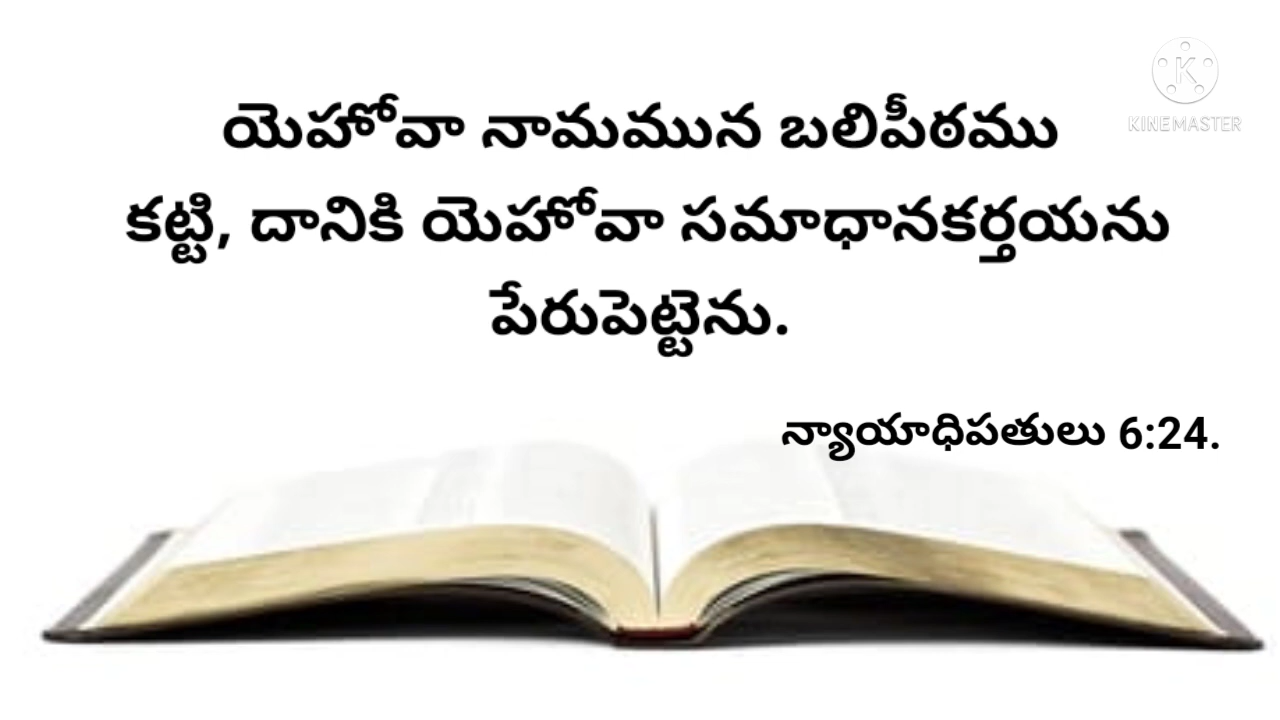 యెహోవా నామమున బలిపీఠము
కట్టి, దానికి యెహోవా సమాధానకర్తయను
పేరుపెట్టెను.
న్యాయాధిపతులు 6:24.
K
KINEMASTER